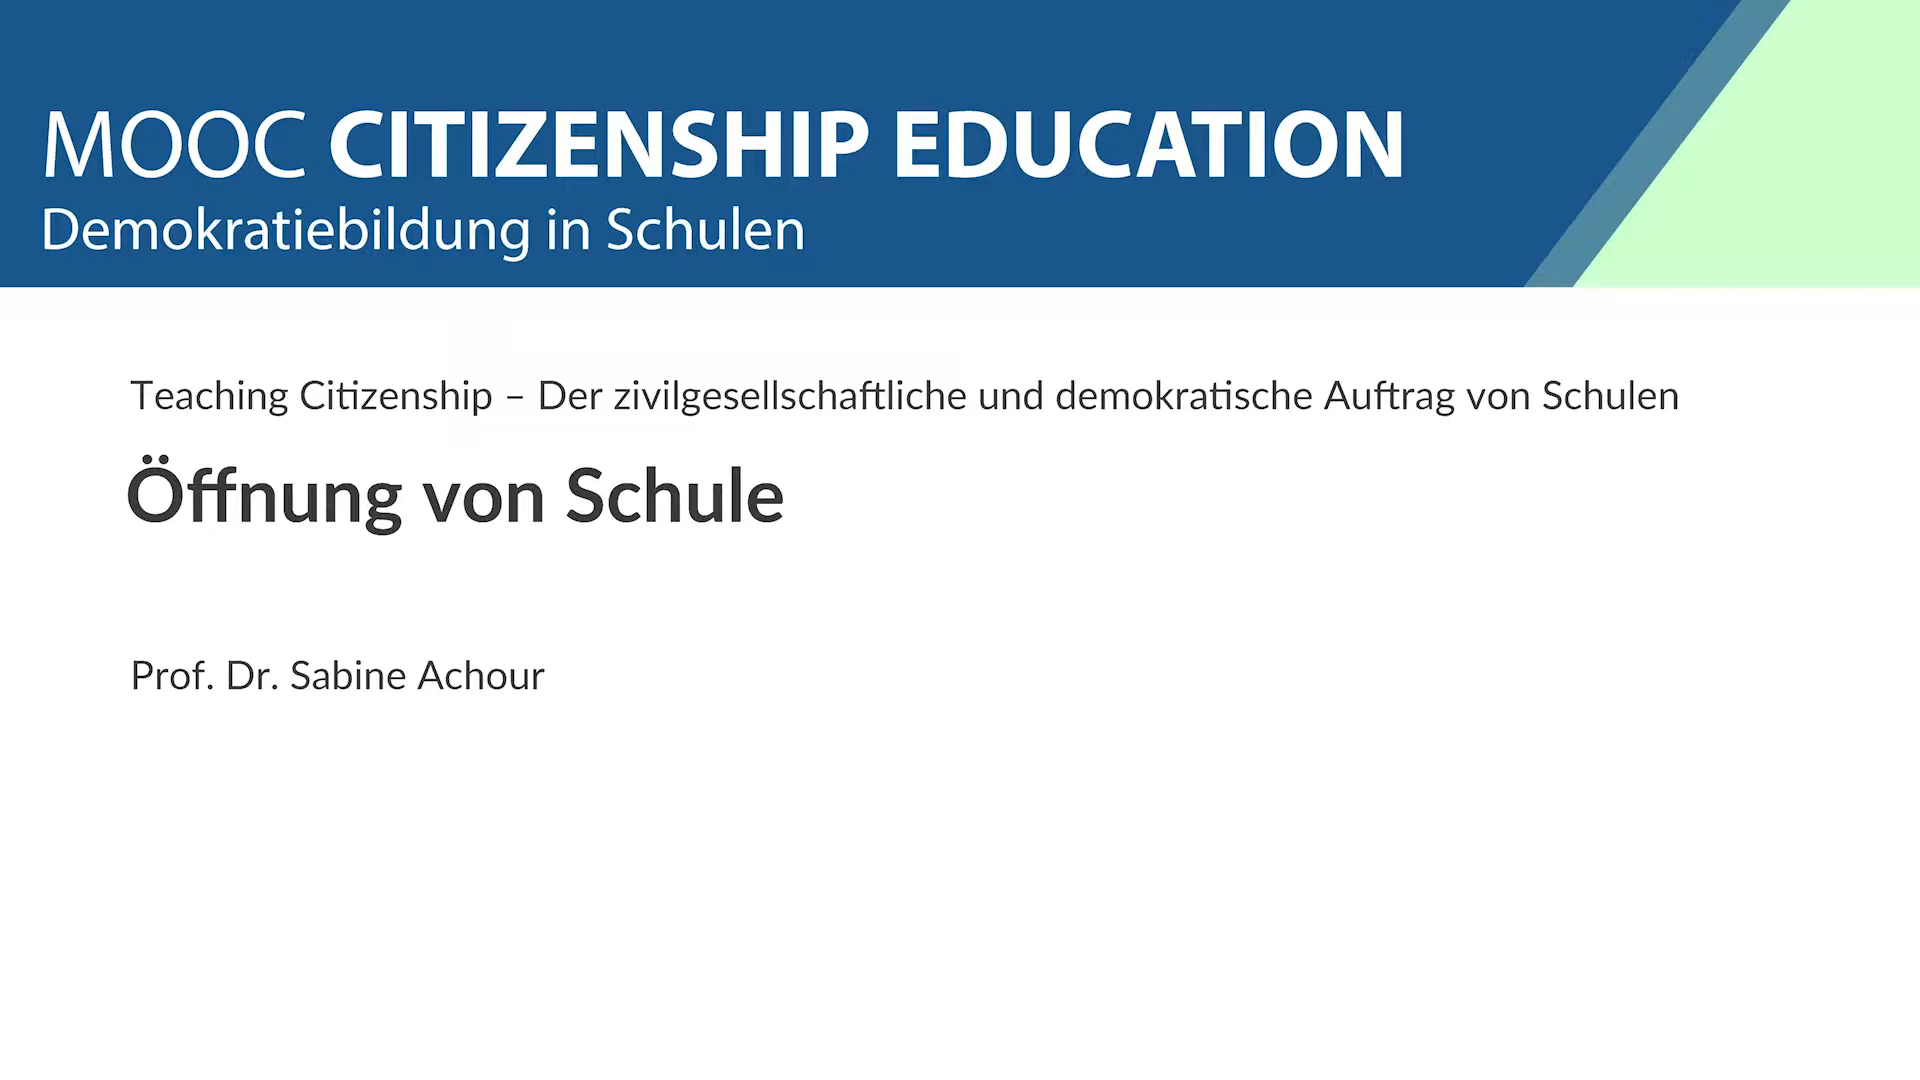 MOOC CITIZENSHIP EDUCATION
Demokratiebildung in Schulen
Teaching Citizenship – Der zivilgesellschaftliche und demokratische Auftrag von Schulen
Öffnung von Schule
Prof. Dr. Sabine Achour